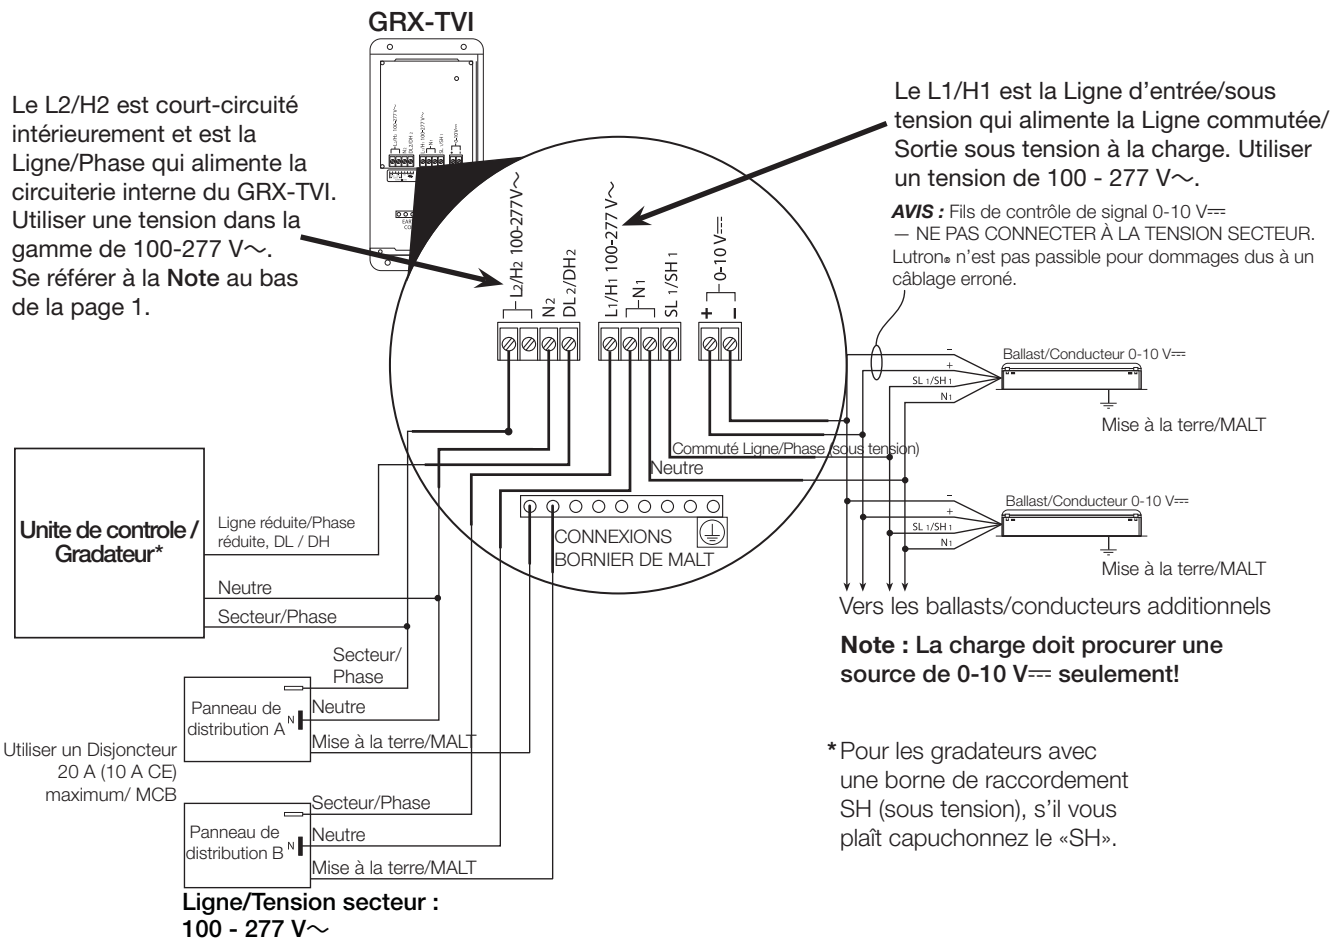 GRX-TVI
Le L2/H2 est court-circuité
intérieurement et est la
Ligne/Phase qui alimente la
circuiterie interne du GRX-TVI.
Utiliser une tension dans la
gamme de 100-277 V~.
Se référer à la Note au bas
de la page 1.
Le L1/H1 est la Ligne d'entrée/sous
tension qui alimente la Ligne commutée/
Sortie sous tension à la charge. Utiliser
un tension de 100 - 277 V~.
AVIS : Fils de contrôle de signal 0-10 V⎓
— NE PAS CONNECTER À LA TENSION SECTEUR.
Lutron® n'est pas passible pour dommages dus à un
câblage erroné.
L2/H2 100-277 V~
N2
DL 2/DH2
L1/H1 100-277 V~
N1
SL 1/SH 1
0-10 V⎓
+
–
–
+
SL 1/SH 1
N1
Ballast/Conducteur 0-10 V⎓
Mise à la terre/MALT
Commuté Ligne/Phase (sous tension)
Neutre
–
+
SL 1/SH 1
N1
Ballast/Conducteur 0-10 V⎓
Mise à la terre/MALT
CONNEXIONS
BORNIER DE MALT
Unite de controle /
Gradateur*
Ligne réduite/Phase
réduite, DL / DH
Neutre
Secteur/Phase
Vers les ballasts/conducteurs additionnels
Note : La charge doit procurer une
source de 0-10 V⎓ seulement!
Secteur/
Phase
Panneau de
distribution A
N
Neutre
Mise à la terre/MALT
Utiliser un Disjoncteur
20 A (10 A CE)
maximum/ MCB
Secteur/Phase
Panneau de
distribution B
N
Neutre
Mise à la terre/MALT
Ligne/Tension secteur :
100 - 277 V~
*Pour les gradateurs avec
une borne de raccordement
SH (sous tension), s'il vous
plaît capuchonnez le «SH».